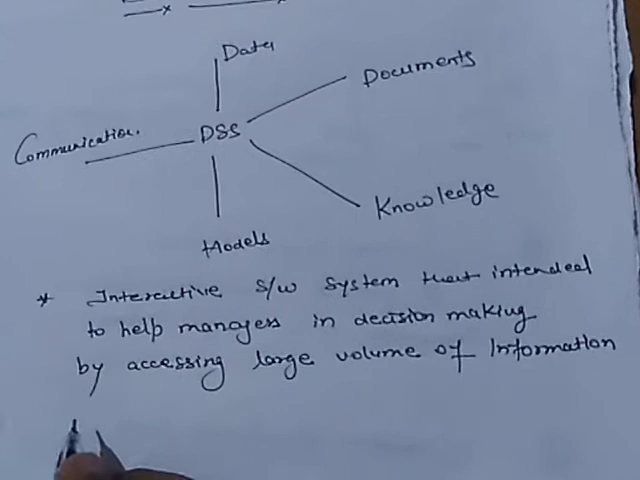 Data
Documents
Communication.
DSS
Knowledge
Models
* Interactive s/w system that intended
to help managers in decision making
by accessing large volume of Information